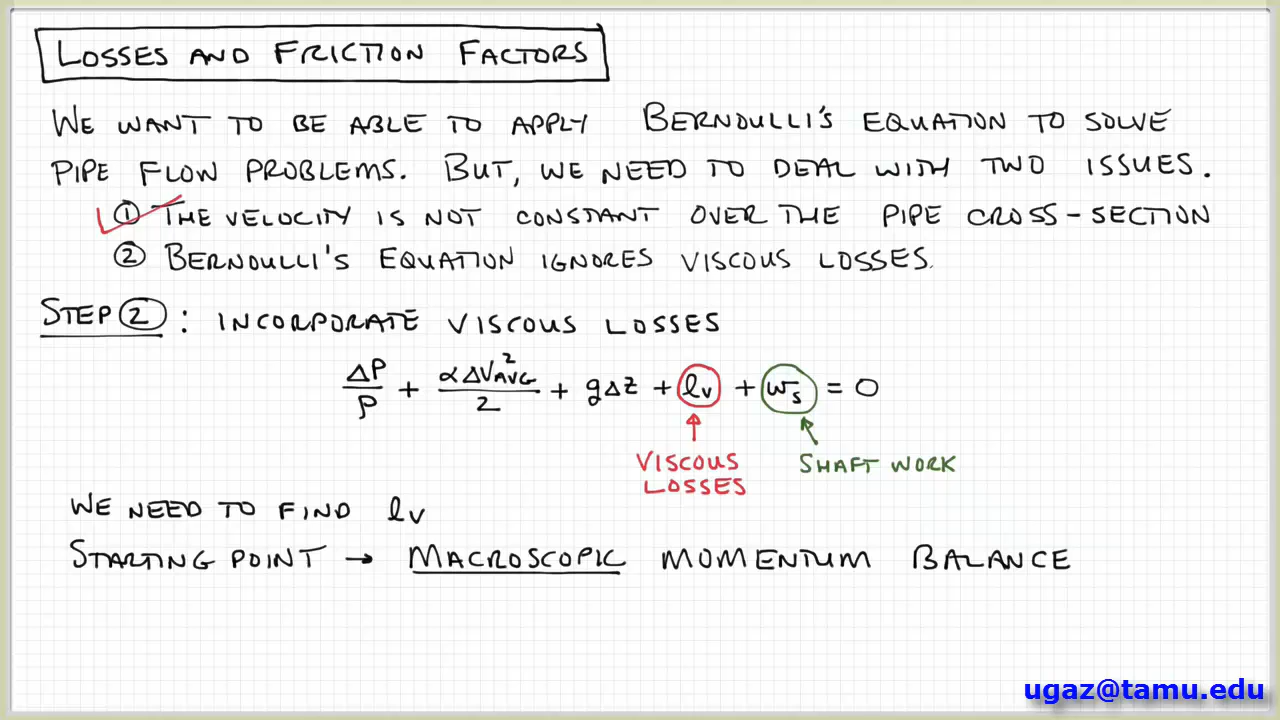 LOSSES AND FRICTION FACTORS
WE WANT TO BE ABLE TO APPLY BERNOULLI'S EQUATION TO SOLVE
PIPE FLOW PROBLEMS. BUT, WE NEED TO DEAL WITH TWO ISSUES.
① THE VELOCITY IS NOT CONSTANT OVER THE PIPE CROSS-SECTION
② BERNOULLI'S EQUATION IGNORES VISCOUS LOSSES.
STEP ②: INCORPORATE VISCOUS LOSSES
ΔP/ρ + αΔV²AVG/2 + gΔz + lv + ws = 0
VISCOUS LOSSES
SHAFT WORK
WE NEED TO FIND lv
STARTING POINT → MACROSCOPIC MOMENTUM BALANCE
ugaz@tamu.edu